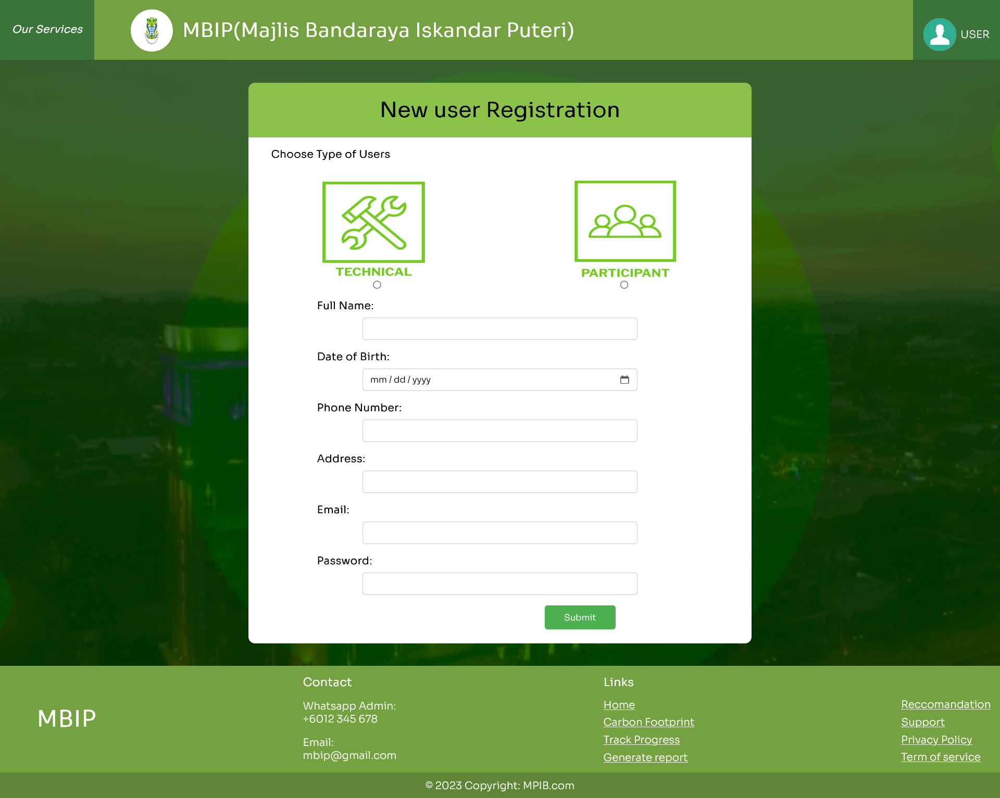 Our Services
MBIP(Majlis Bandaraya Iskandar Puteri)
USER
New user Registration
Choose Type of Users
TECHNICAL
PARTICIPANT
Full Name:
Date of Birth:
mm / dd / yyyy
Phone Number:
Address:
Email:
Password:
Submit
MBIP
Contact
Whatsapp Admin:
+6012 345 678
Email:
mbip@gmail.com
Links
Home
Carbon Footprint
Track Progress
Generate report
Reccomandation
Support
Privacy Policy
Term of service
© 2023 Copyright: MPIB.com